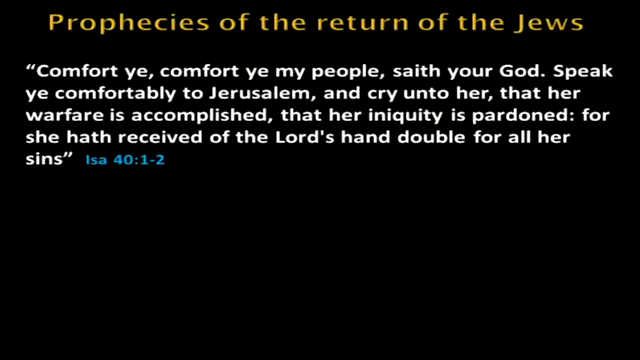 Prophecies of the return of the Jews
“Comfort ye, comfort ye my people, saith your God. Speak
ye comfortably to Jerusalem, and cry unto her, that her
warfare is accomplished, that her iniquity is pardoned: for
she hath received of the Lord's hand double for all her
sins” Isa 40:1-2